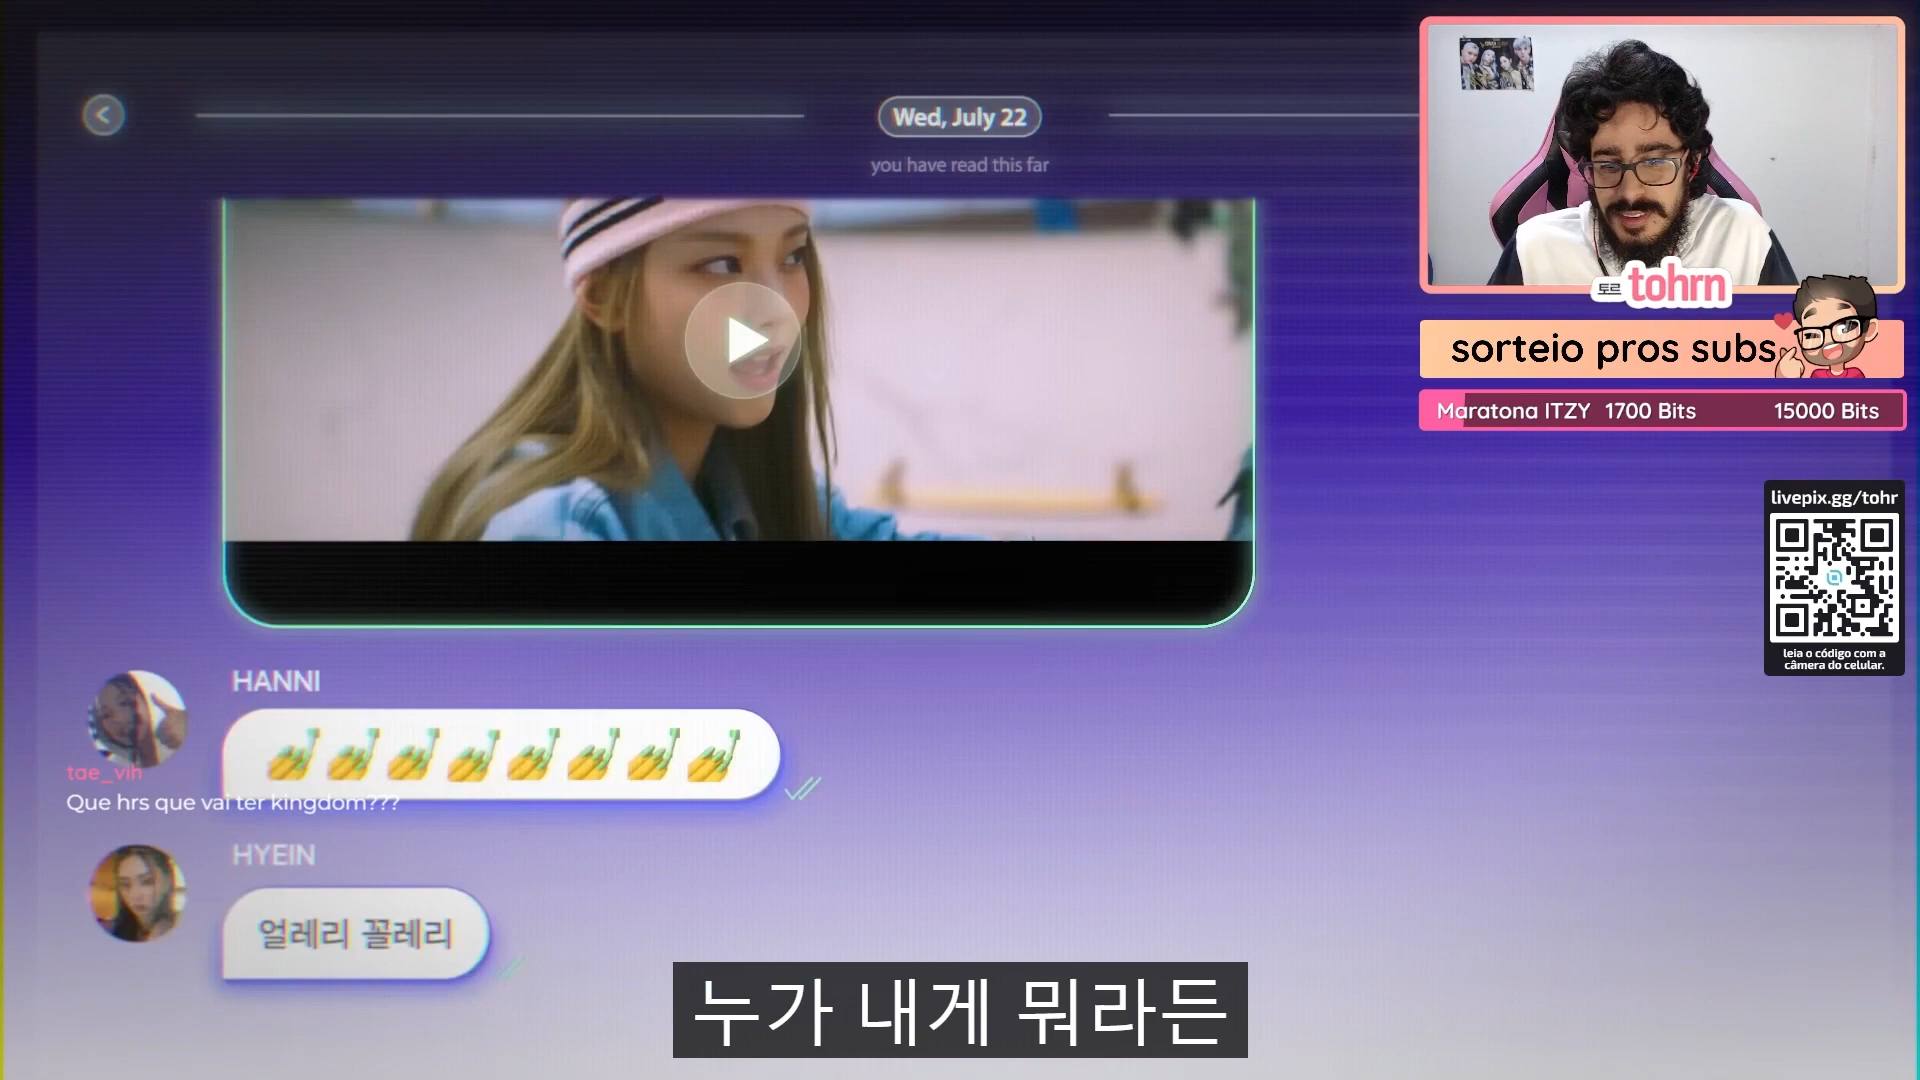 Wed, July 22
you have read this far
토르 tohrn
sorteio pros subs
Maratona ITZY 1700 Bits 15000 Bits
livepix.gg/tohr
leia o código com a
câmera do celular.
HANNI
tae_vih
Que hrs que vai ter kingdom???
HYEIN
얼레리 꼴레리
누가 내게 뭐라든